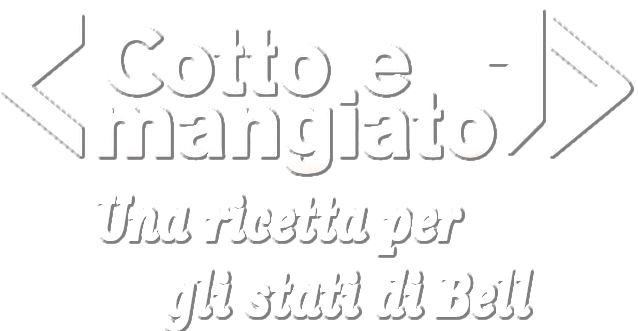 Cotto e
mangiato
Una ricetta per
gli stati di Bell